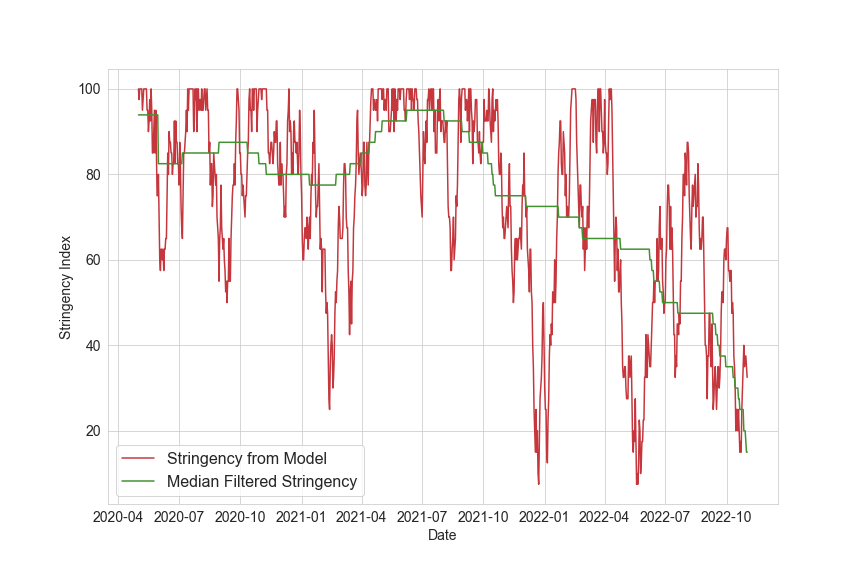 100
80
60
40
20
Stringency Index
Stringency from Model
Median Filtered Stringency
2020-04 2020-07 2020-10 2021-01 2021-04 2021-07 2021-10 2022-01 2022-04 2022-07 2022-10
Date